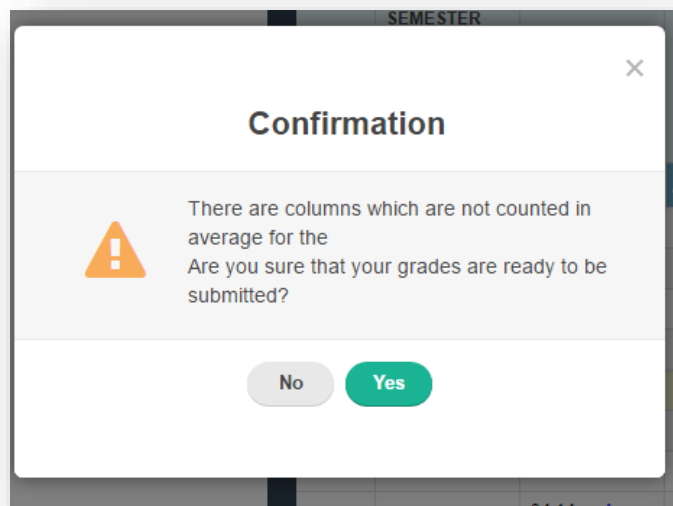 SEMESTER
×
Confirmation
There are columns which are not counted in
average for the
Are you sure that your grades are ready to be
submitted?
No
Yes